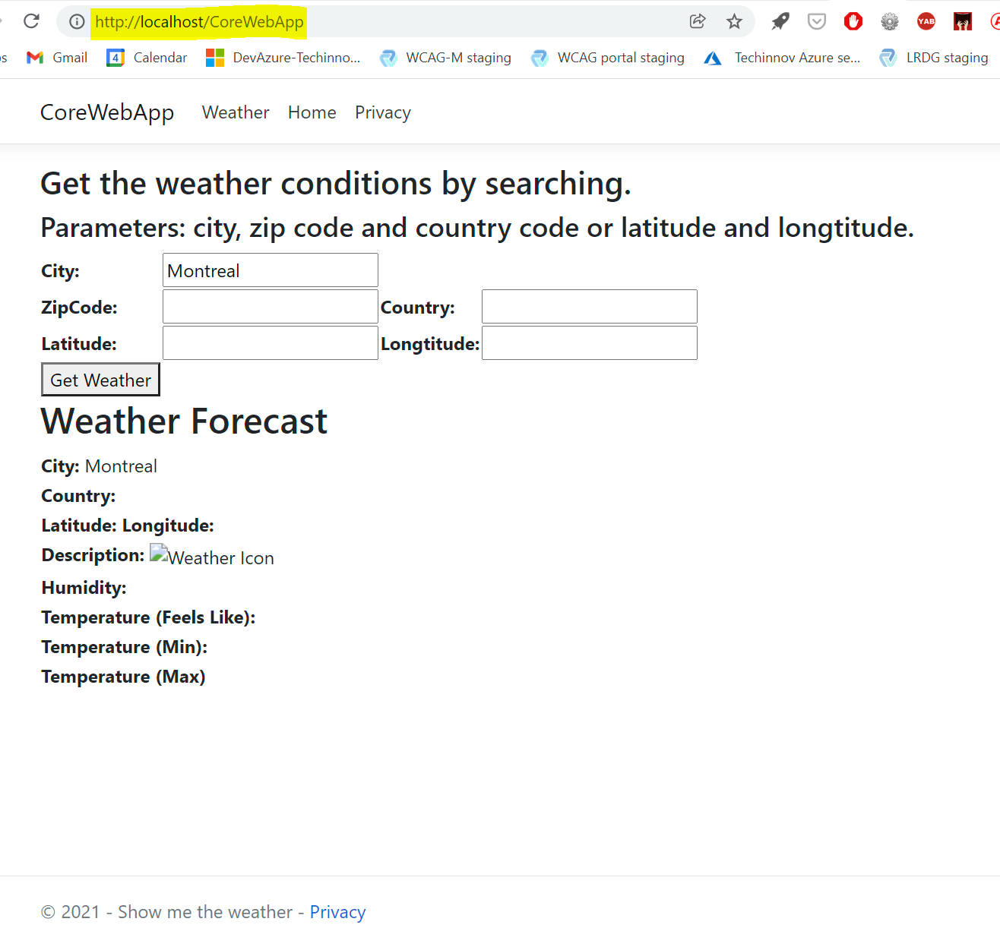 http://localhost/CoreWebApp YAB
s Gmail 4 Calendar DevAzure-Techinno... WCAG-M staging WCAG portal staging Techinnov Azure se... LRDG staging
CoreWebApp Weather Home Privacy
Get the weather conditions by searching.
Parameters: city, zip code and country code or latitude and longtitude.
City: Montreal
ZipCode: Country:
Latitude: Longtitude:
Get Weather
Weather Forecast
City: Montreal
Country:
Latitude: Longitude:
Description: Weather Icon
Humidity:
Temperature (Feels Like):
Temperature (Min):
Temperature (Max)
© 2021 - Show me the weather - Privacy